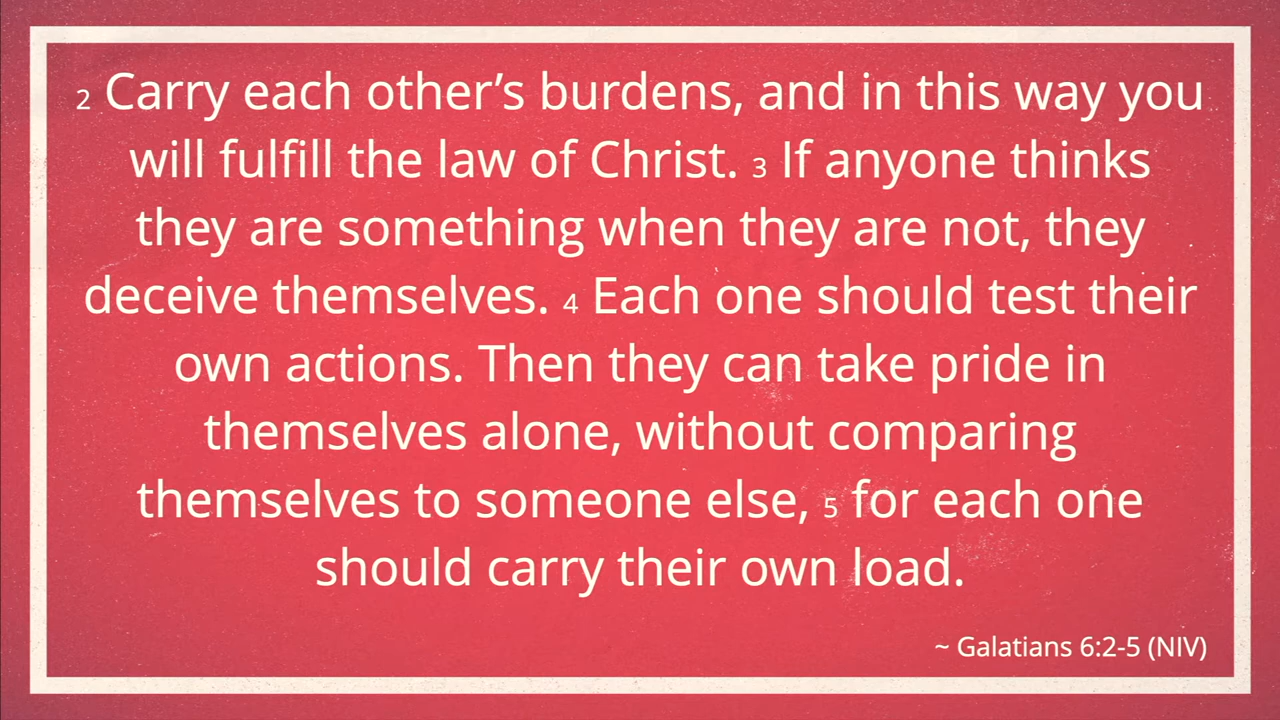 2 Carry each other’s burdens, and in this way you
will fulfill the law of Christ. 3 If anyone thinks
they are something when they are not, they
deceive themselves. 4 Each one should test their
own actions. Then they can take pride in
themselves alone, without comparing
themselves to someone else, 5 for each one
should carry their own load.
~ Galatians 6:2-5 (NIV)